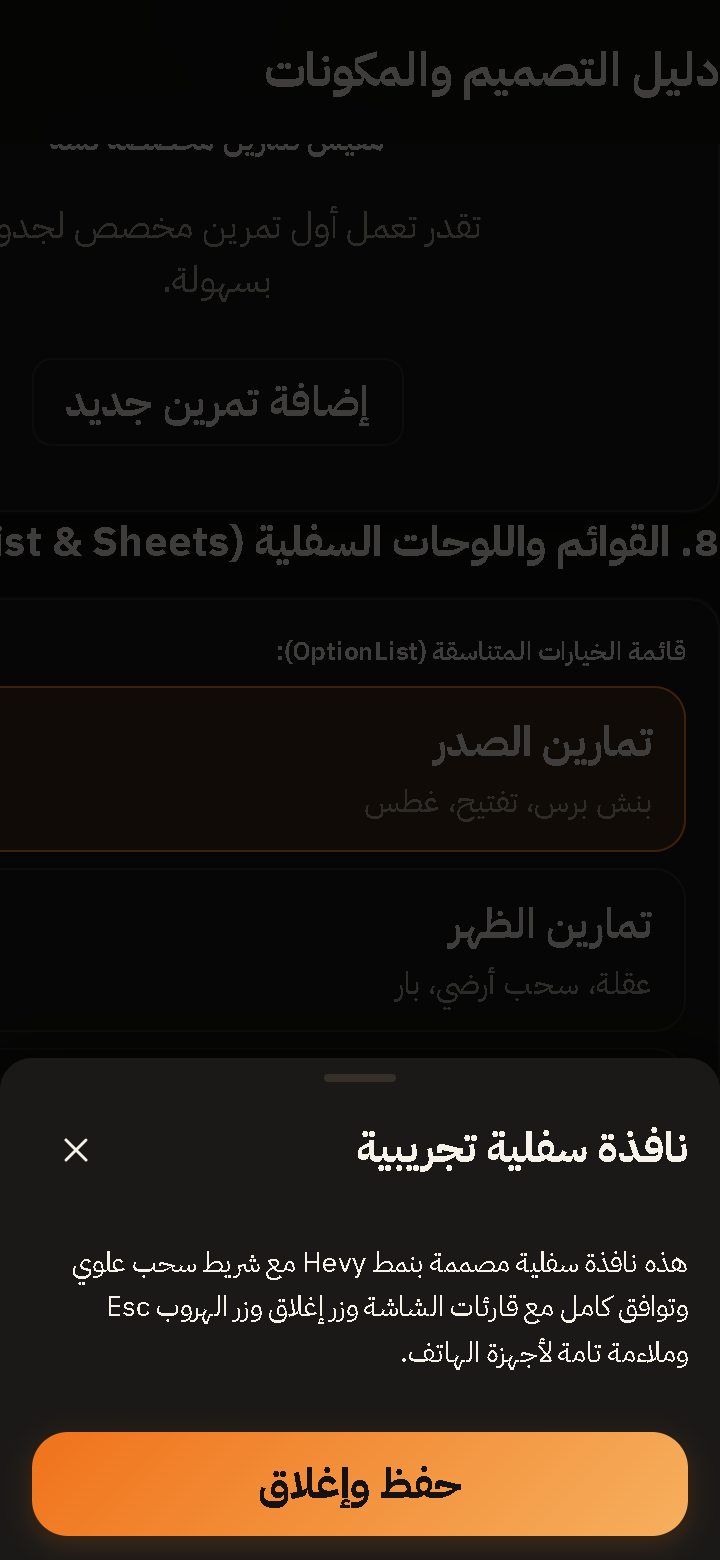 دليل التصميم والمكونات
تقدر تعمل أول تمرين مخصص
بسهولة.
إضافة تمرين جديد
8. القوائم واللوحات السفلية (ist & Sheets
قائمة الخيارات المتناسقة (OptionList):
تمارين الصدر
بنش برس، تفتيح، غطس
تمارين الظهر
عقلة، سحب أرضي، بار
نافذة سفلية تجريبية
هذه نافذة سفلية مصممة بنمط Hevy مع شريط سحب علوي
وتوافق كامل مع قارئات الشاشة وزر إغلاق وزر الهروب Esc
وملاءمة تامة لأجهزة الهاتف.
حفظ وإغلاق